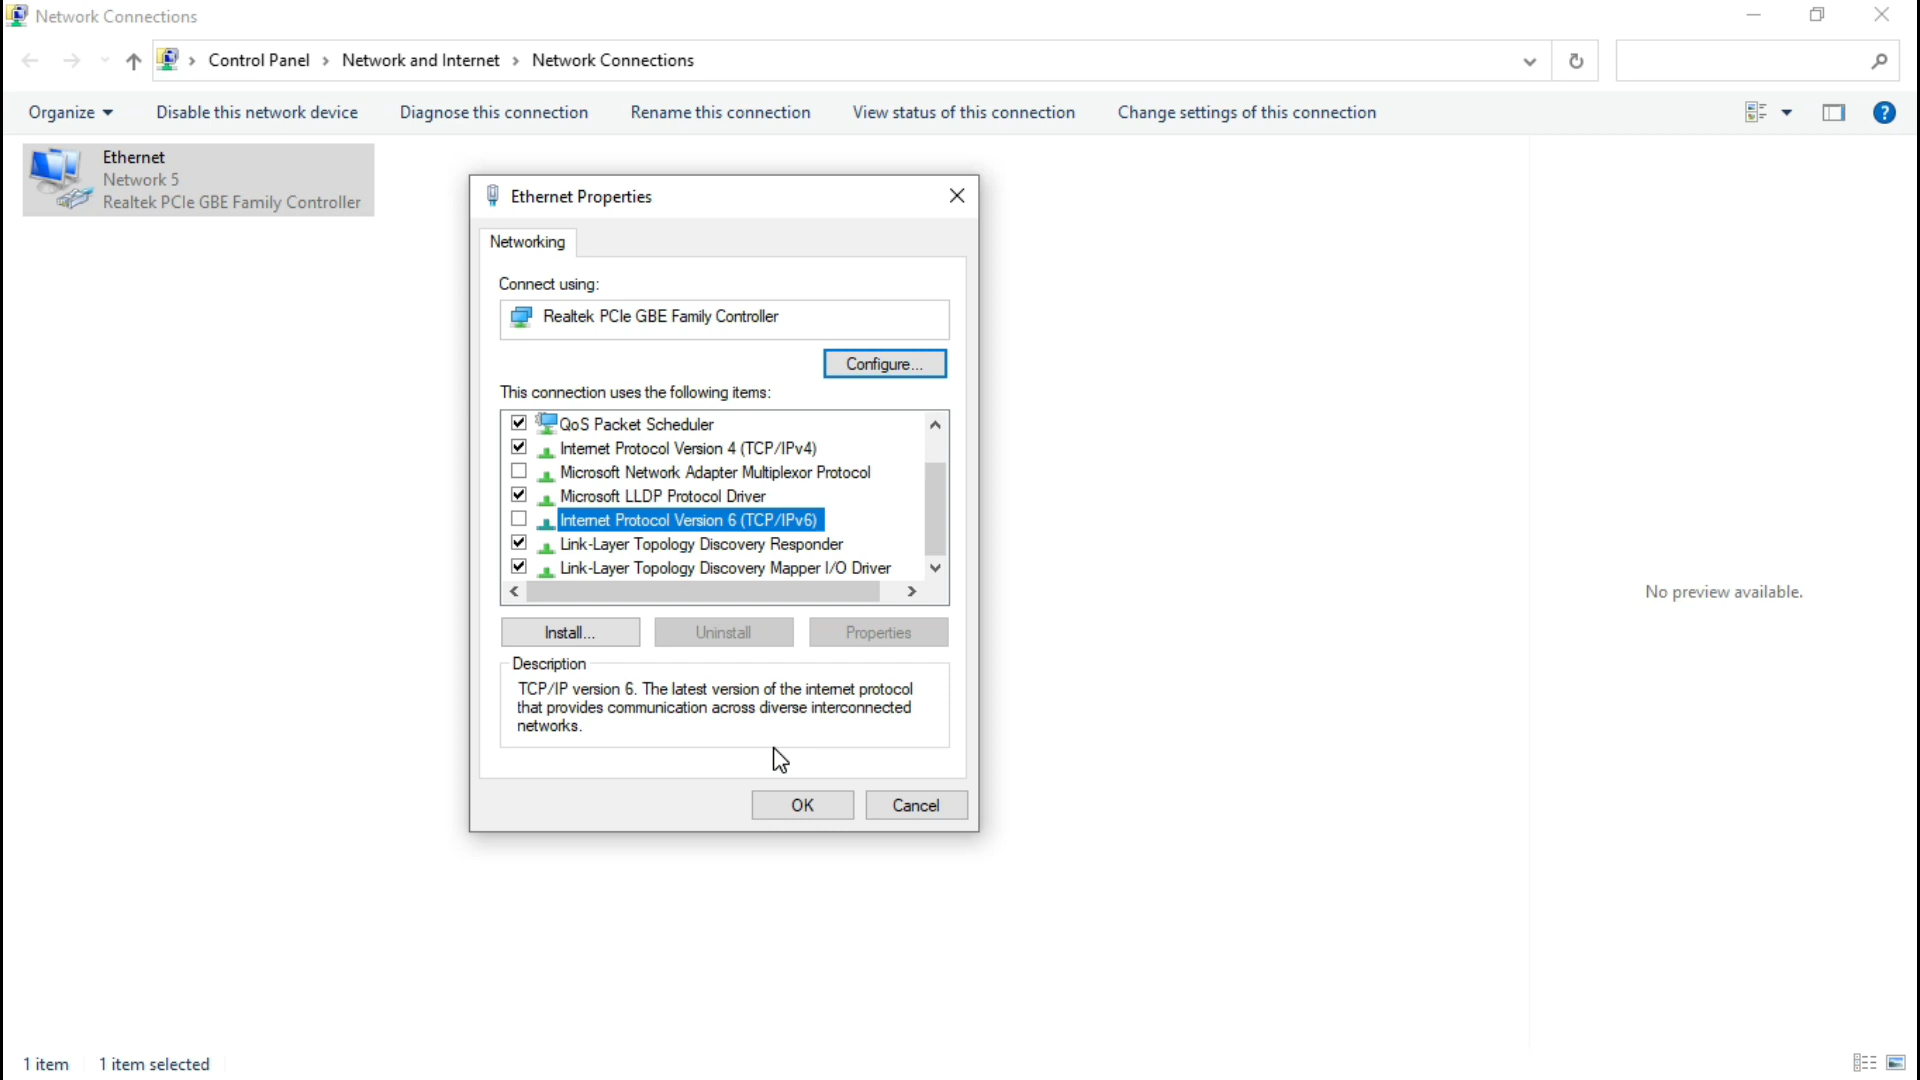 Network Connections
Control Panel › Network and Internet › Network Connections
Organize
Disable this network device
Diagnose this connection
Rename this connection
View status of this connection
Change settings of this connection
?
Ethernet
Network 5
Realtek PCIe GBE Family Controller
Ethernet Properties
Networking
Connect using:
Realtek PCIe GBE Family Controller
Configure...
This connection uses the following items:
QoS Packet Scheduler
Internet Protocol Version 4 (TCP/IPv4)
Microsoft Network Adapter Multiplexor Protocol
Microsoft LLDP Protocol Driver
Internet Protocol Version 6 (TCP/IPv6)
Link-Layer Topology Discovery Responder
Link-Layer Topology Discovery Mapper I/O Driver
Install...
Uninstall
Properties
Description
TCP/IP version 6. The latest version of the internet protocol
that provides communication across diverse interconnected
networks.
OK
Cancel
No preview available.
1 item
1 item selected